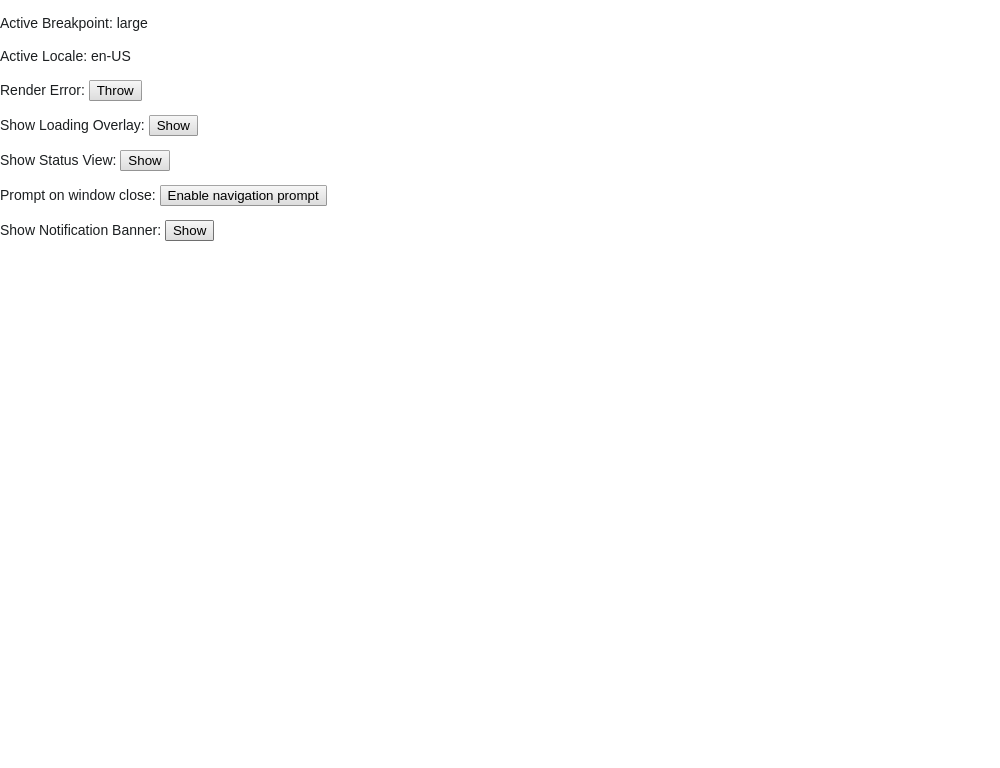 Active Breakpoint: large
Active Locale: en-US
Render Error: Throw
Show Loading Overlay: Show
Show Status View: Show
Prompt on window close: Enable navigation prompt
Show Notification Banner: Show